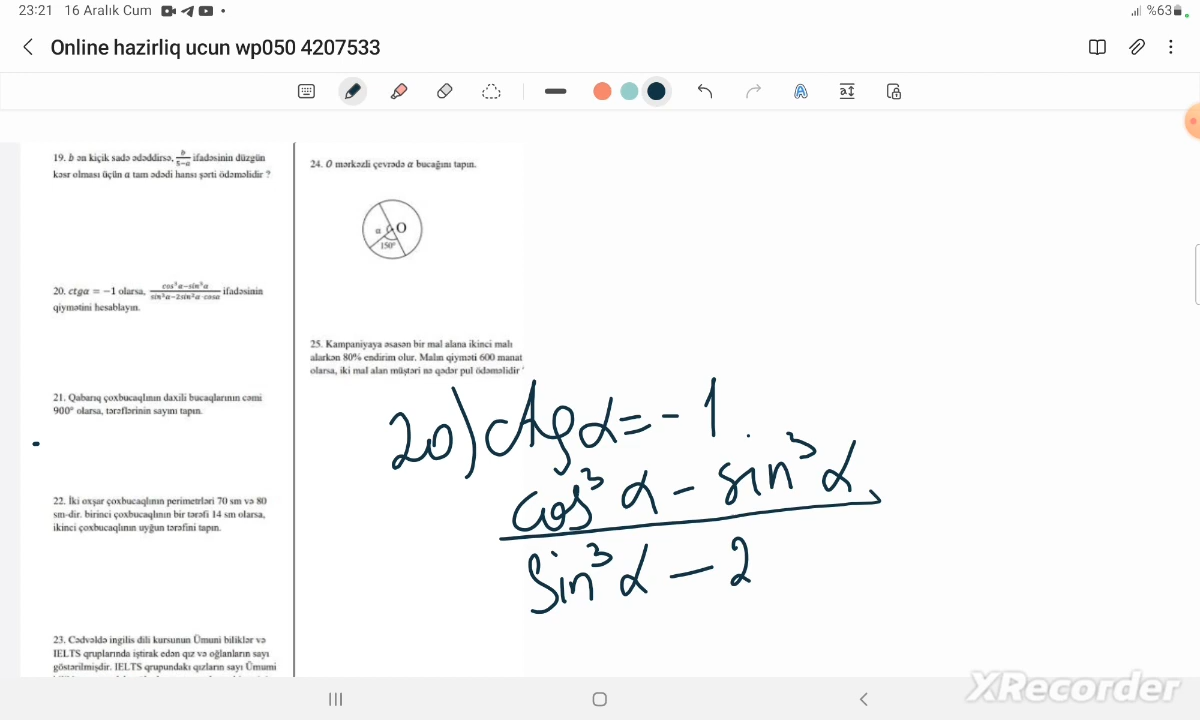 23:21 16 Aralık Cum
%63
Online hazirliq ucun wp050 4207533
19. b ən kiçik sadə ədəddirsə, b/5−a ifadəsinin düzgün
kəsr olması üçün a tam ədədi hansı şərti ödəməlidir ?
20. ctgα = −1 olarsa, cos³α−sin³α/sin³α−2sin²α·cosα ifadəsinin
qiymətini hesablayın.
21. Qabarıq çoxbucaqlının daxili bucaqlarının cəmi
900° olarsa, tərəflərinin sayını tapın.
22. İki oxşar çoxbucaqlının perimetrləri 70 sm və 80
sm-dir. birinci çoxbucaqlının bir tərəfi 14 sm olarsa,
ikinci çoxbucaqlının uyğun tərəfini tapın.
23. Cədvəldə ingilis dili kursunun Ümumi biliklər və
IELTS qruplarında iştirak edən qız və oğlanların sayı
göstərilmişdir. IELTS qrupundakı qızların sayı Ümumi
24. O mərkəzli çevrədə α bucağını tapın.
α O
150°
25. Kampaniyaya əsasən bir mal alana ikinci malı
alarkən 80% endirim olur. Malın qiyməti 600 manat
olarsa, iki mal alan müştəri nə qədər pul ödəməlidir
20) ctgα = −1
cos³α − sin³α
sin³α − 2
XRecorder